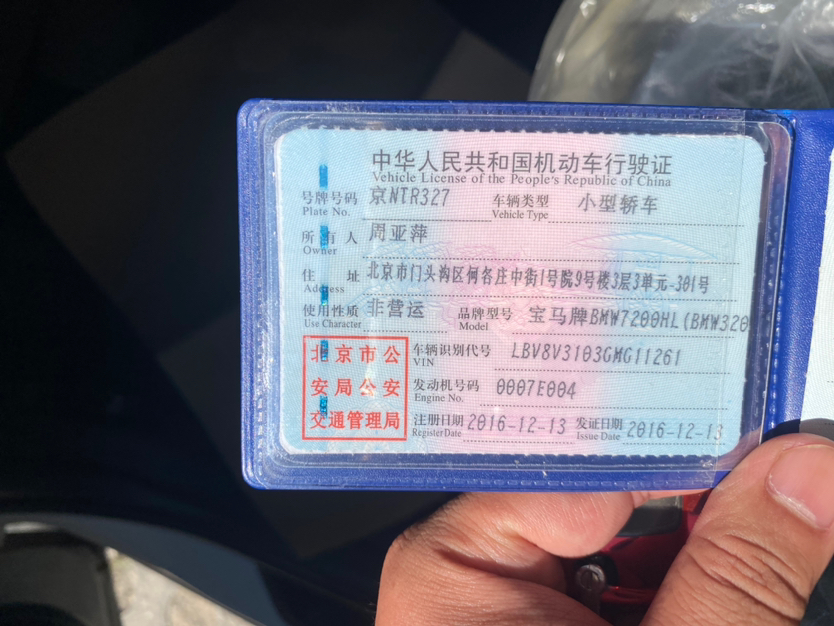 中华人民共和国机动车行驶证
Vehicle License of the People's Republic of China
号牌号码 京NTR327 车辆类型 小型轿车
Plate No. Vehicle Type
所有人 周亚萍
Owner
住址 北京市门头沟区何各庄中街1号院9号楼3层3单元-301号
Address
使用性质 非营运 品牌型号 宝马牌BMW7200HL(BMW320
Use Character Model
北京市公
安局公安
交通管理局
车辆识别代号 LBV8V3103GMG11261
VIN
发动机号码 0007E004
Engine No.
注册日期 2016-12-13 发证日期 2016-12-13
Register Date Issue Date